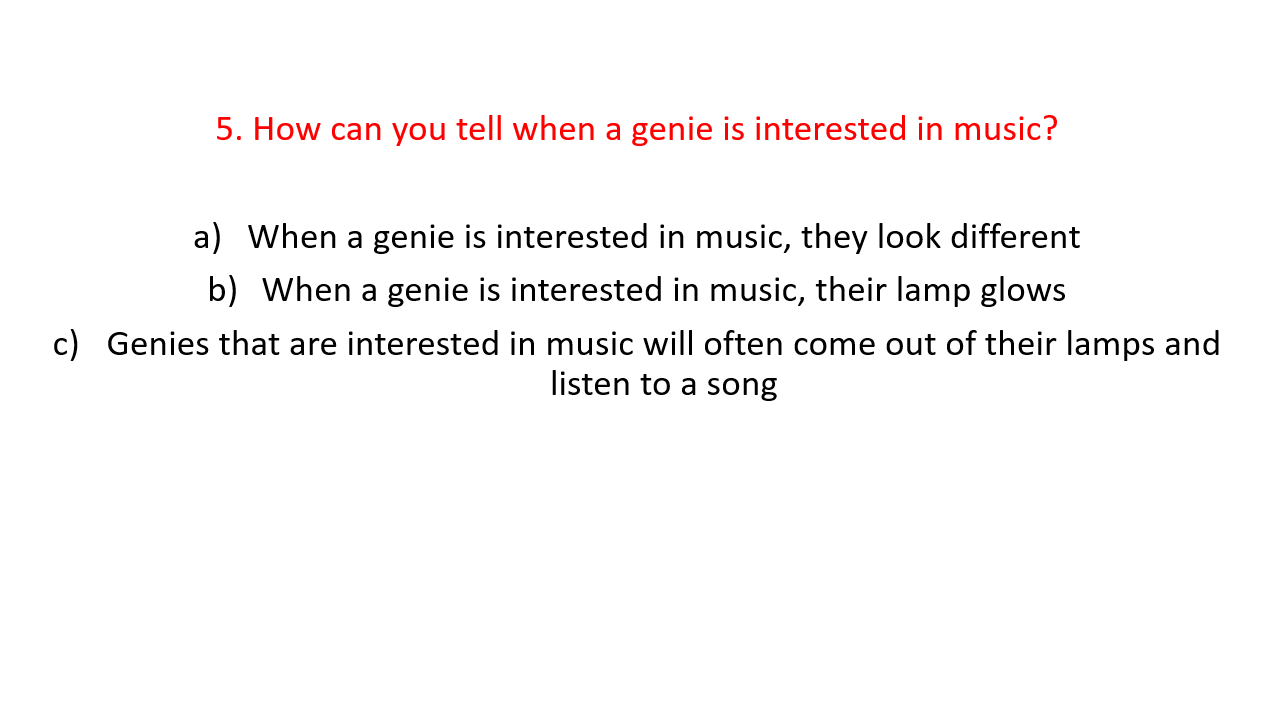 5. How can you tell when a genie is interested in music?
a) When a genie is interested in music, they look different
b) When a genie is interested in music, their lamp glows
c) Genies that are interested in music will often come out of their lamps and
listen to a song